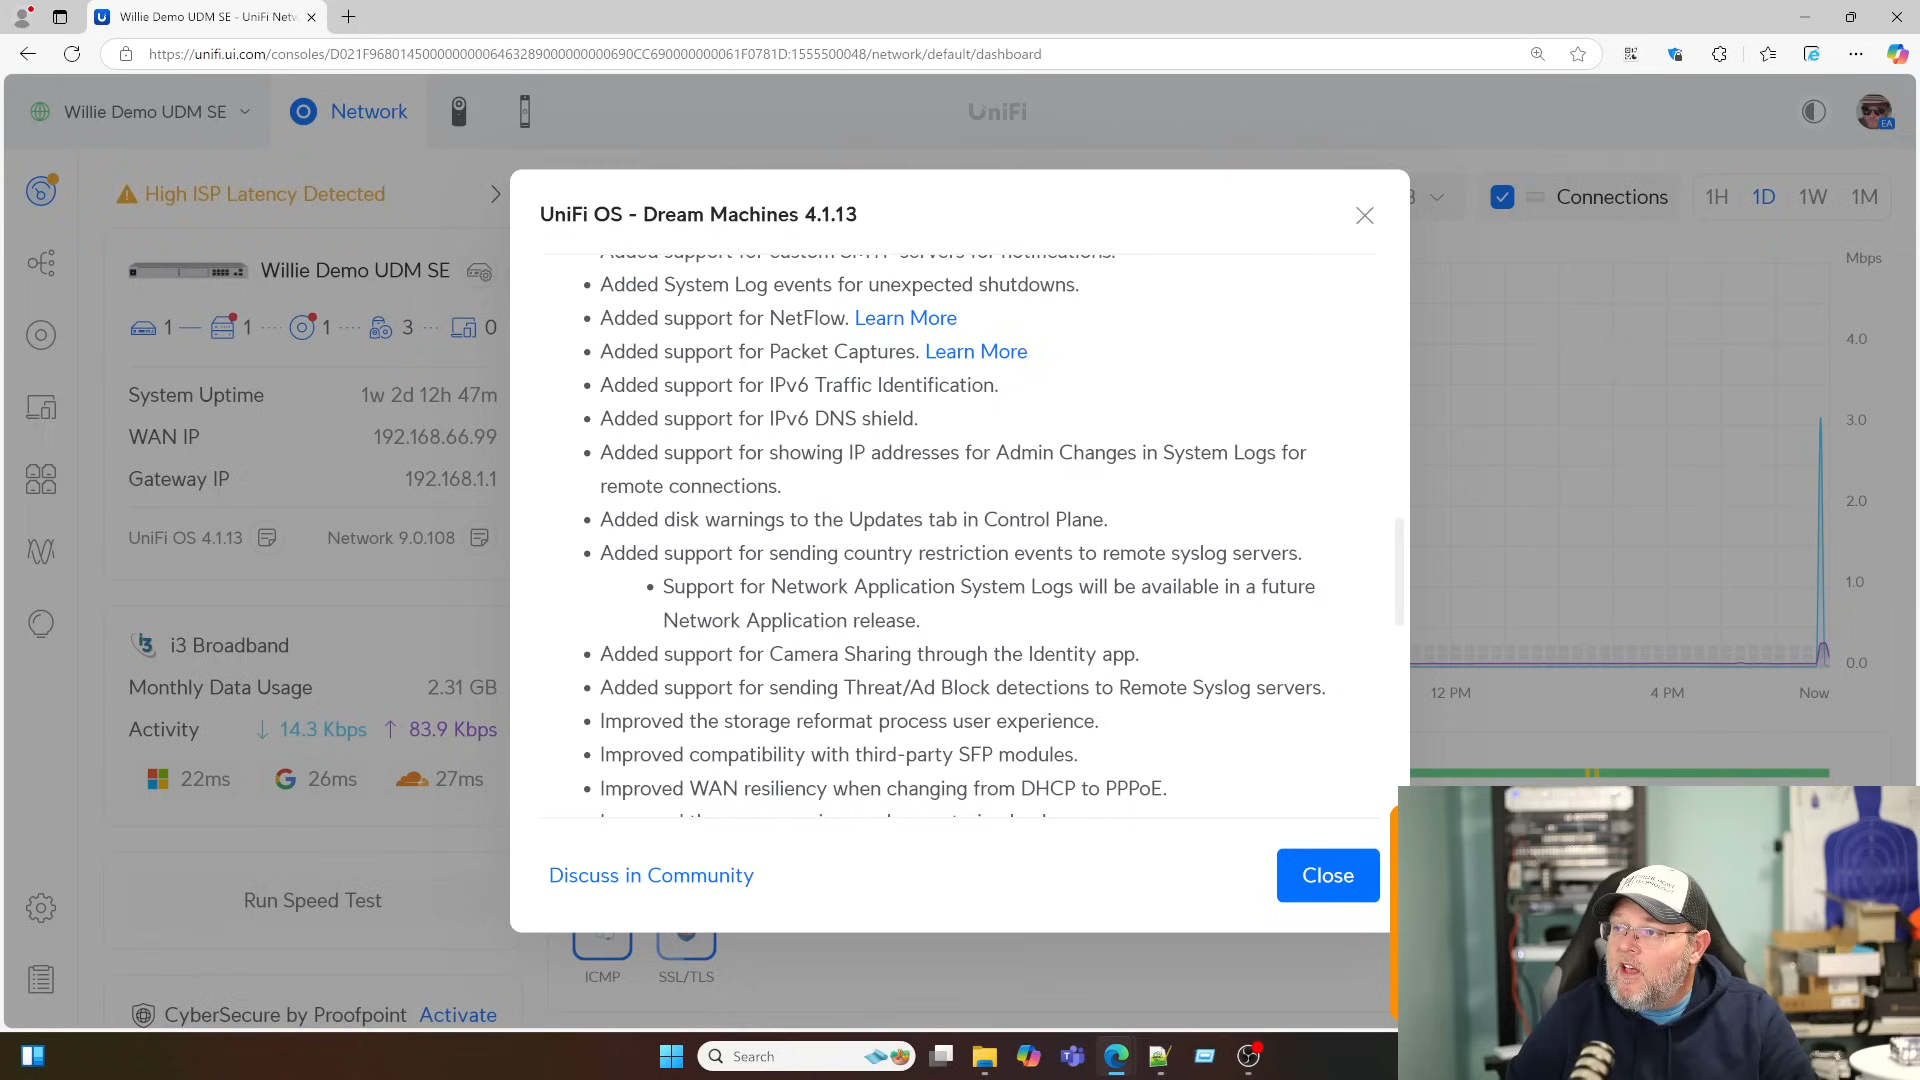 Willie Demo UDM SE - UniFi Netw
https://unifi.ui.com/consoles/D021F9680145000000000646328900000000690CC690000000061F0781D:1555500048/network/default/dashboard
Willie Demo UDM SE
Network
UniFi
EA
High ISP Latency Detected
Connections
1H
1D
1W
1M
Willie Demo UDM SE
1
1
1
3
0
System Uptime
1w 2d 12h 47m
WAN IP
192.168.66.99
Gateway IP
192.168.1.1
UniFi OS 4.1.13
Network 9.0.108
i3 Broadband
Monthly Data Usage
2.31 GB
Activity
↓ 14.3 Kbps
↑ 83.9 Kbps
22ms
26ms
27ms
Run Speed Test
CyberSecure by Proofpoint
Activate
UniFi OS - Dream Machines 4.1.13
Added support for custom SMTP servers for notifications.
• Added System Log events for unexpected shutdowns.
• Added support for NetFlow. Learn More
• Added support for Packet Captures. Learn More
• Added support for IPv6 Traffic Identification.
• Added support for IPv6 DNS shield.
• Added support for showing IP addresses for Admin Changes in System Logs for
remote connections.
• Added disk warnings to the Updates tab in Control Plane.
• Added support for sending country restriction events to remote syslog servers.
• Support for Network Application System Logs will be available in a future
Network Application release.
• Added support for Camera Sharing through the Identity app.
• Added support for sending Threat/Ad Block detections to Remote Syslog servers.
• Improved the storage reformat process user experience.
• Improved compatibility with third-party SFP modules.
• Improved WAN resiliency when changing from DHCP to PPPoE.
Discuss in Community
Close
ICMP
SSL/TLS
Mbps
4.0
3.0
2.0
1.0
0.0
12 PM
4 PM
Now
Search